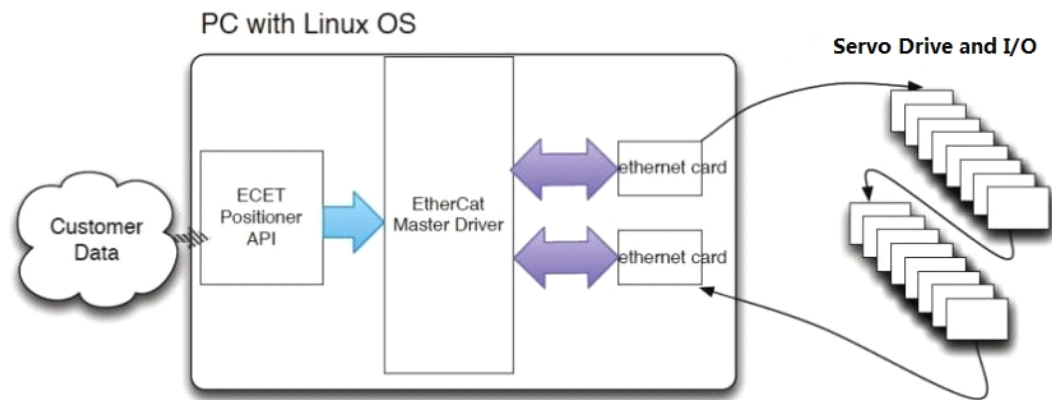 PC with Linux OS
Servo Drive and I/O
Customer
Data
ECET
Positioner
API
EtherCat
Master Driver
ethernet card
ethernet card